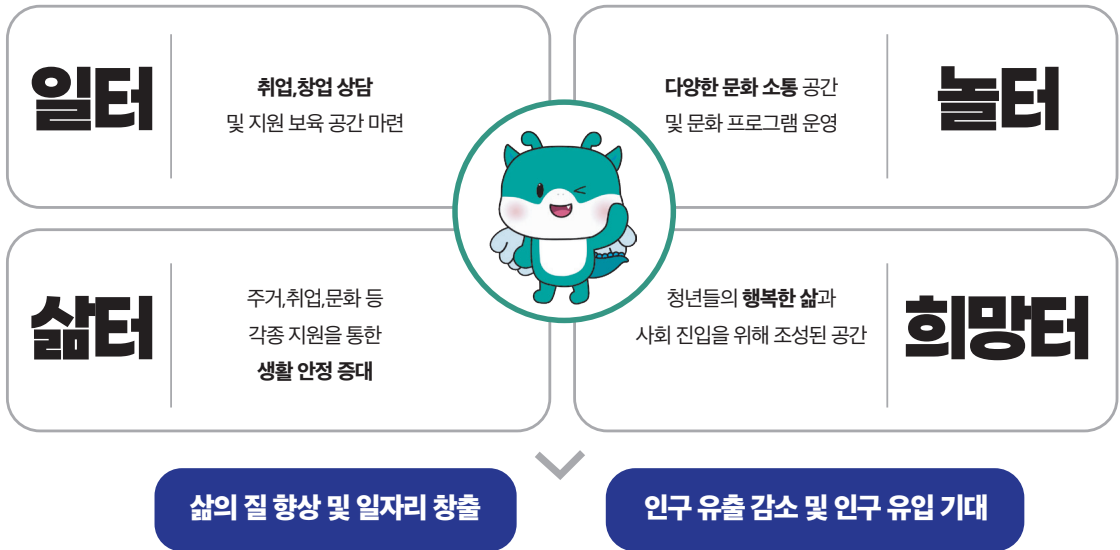 일터
취업,창업 상담
및 지원 보육 공간 마련
다양한 문화 소통 공간
및 문화 프로그램 운영
놀터
삶터
주거,취업,문화 등
각종 지원을 통한
생활 안정 증대
청년들의 행복한 삶과
사회 진입을 위해 조성된 공간
희망터
삶의 질 향상 및 일자리 창출
인구 유출 감소 및 인구 유입 기대